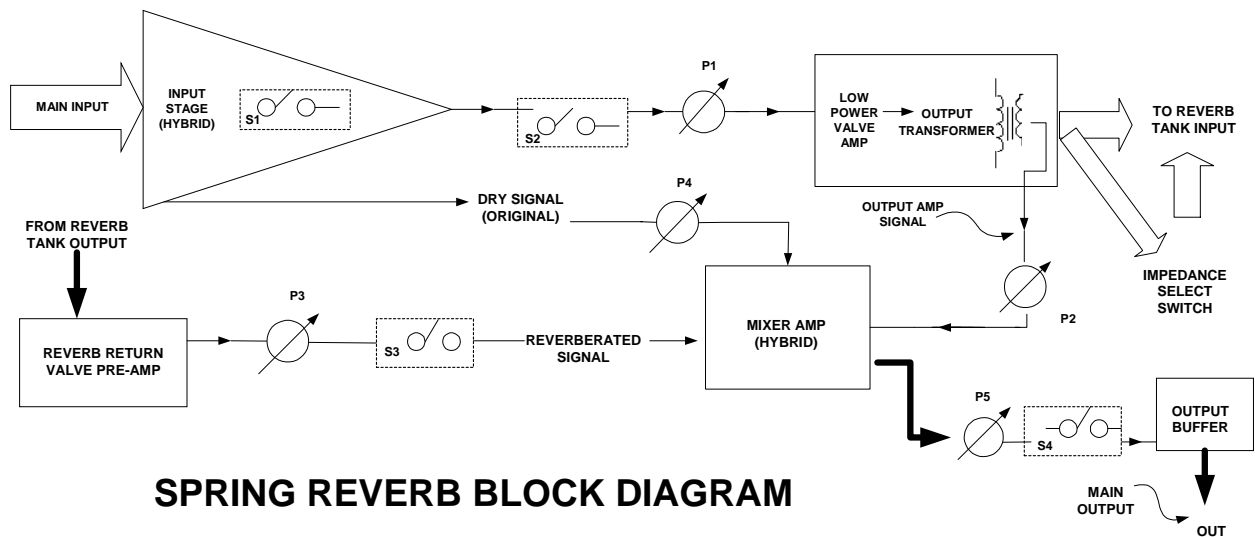 MAIN INPUT
INPUT
STAGE
(HYBRID)
S1
S2
P1
LOW
POWER
VALVE
AMP
OUTPUT
TRANSFORMER
TO REVERB
TANK INPUT
DRY SIGNAL
(ORIGINAL)
P4
OUTPUT AMP
SIGNAL
IMPEDANCE
SELECT
SWITCH
P2
FROM REVERB
TANK OUTPUT
REVERB RETURN
VALVE PRE-AMP
P3
S3
REVERBERATED
SIGNAL
MIXER AMP
(HYBRID)
P5
S4
OUTPUT
BUFFER
MAIN
OUTPUT
OUT
SPRING REVERB BLOCK DIAGRAM